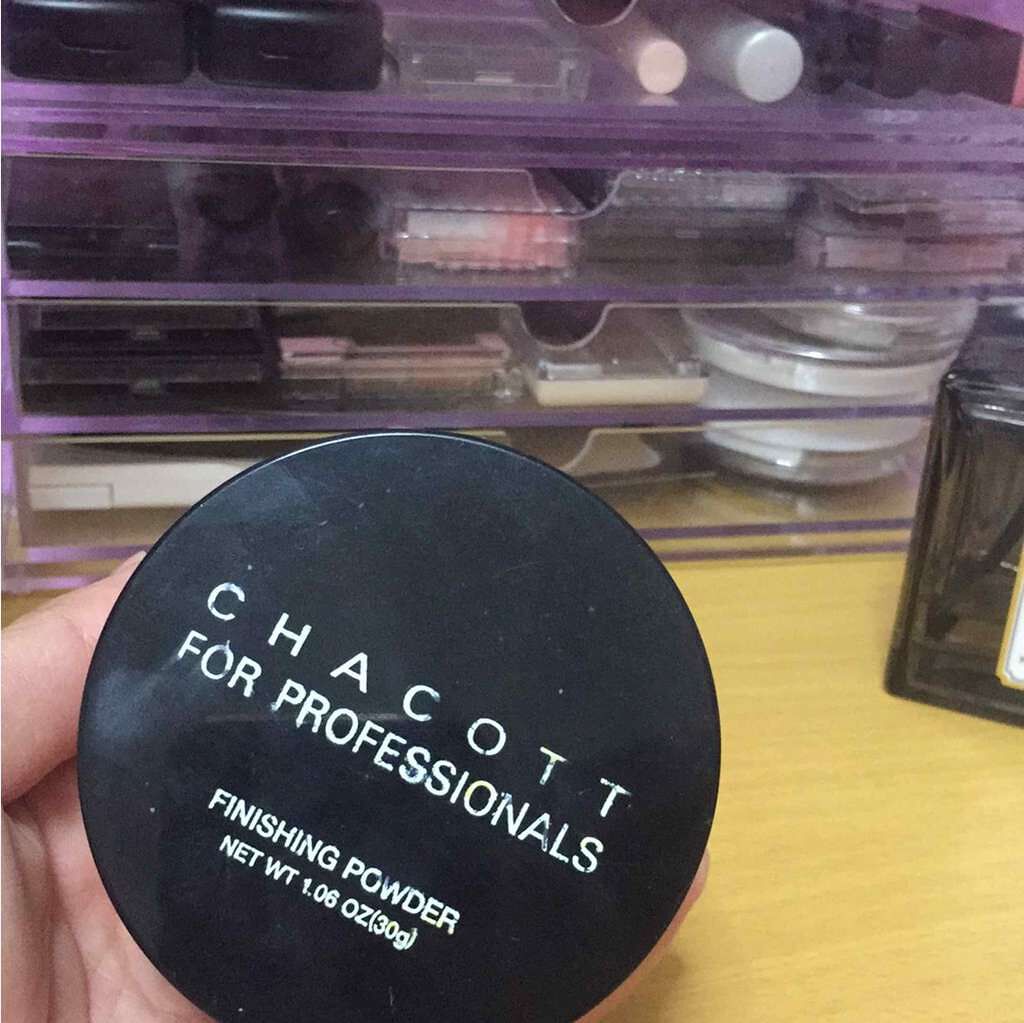 CHACOTT
FOR PROFESSIONALS
FINISHING POWDER
NET WT 1.06 OZ(30g)